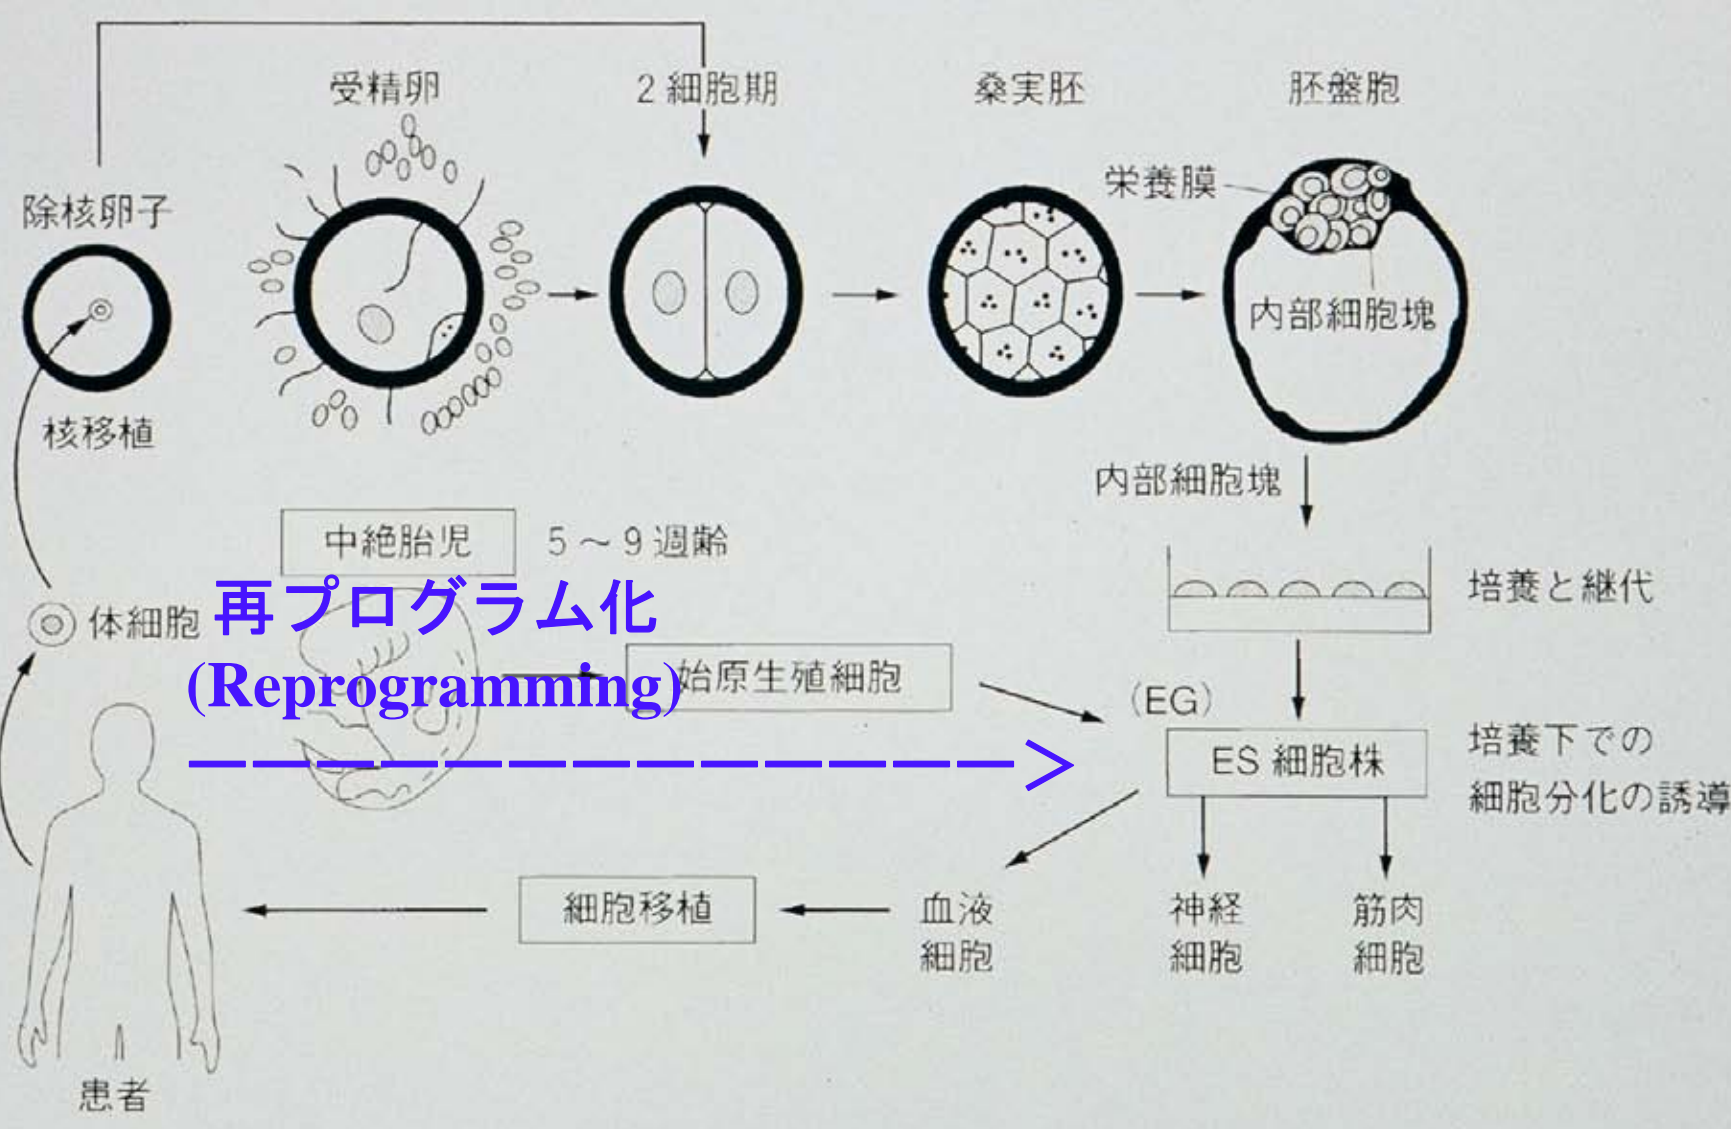 受精卵
2細胞期
桑実胚
胚盤胞
栄養膜
除核卵子
内部細胞塊
核移植
内部細胞塊
中絶胎児
5〜9週齢
再プログラム化
体細胞
培養と継代
(Reprogramming)
始原生殖細胞
(EG)
ES細胞株
培養下での
細胞分化の誘導
細胞移植
血液
細胞
神経
細胞
筋肉
細胞
患者